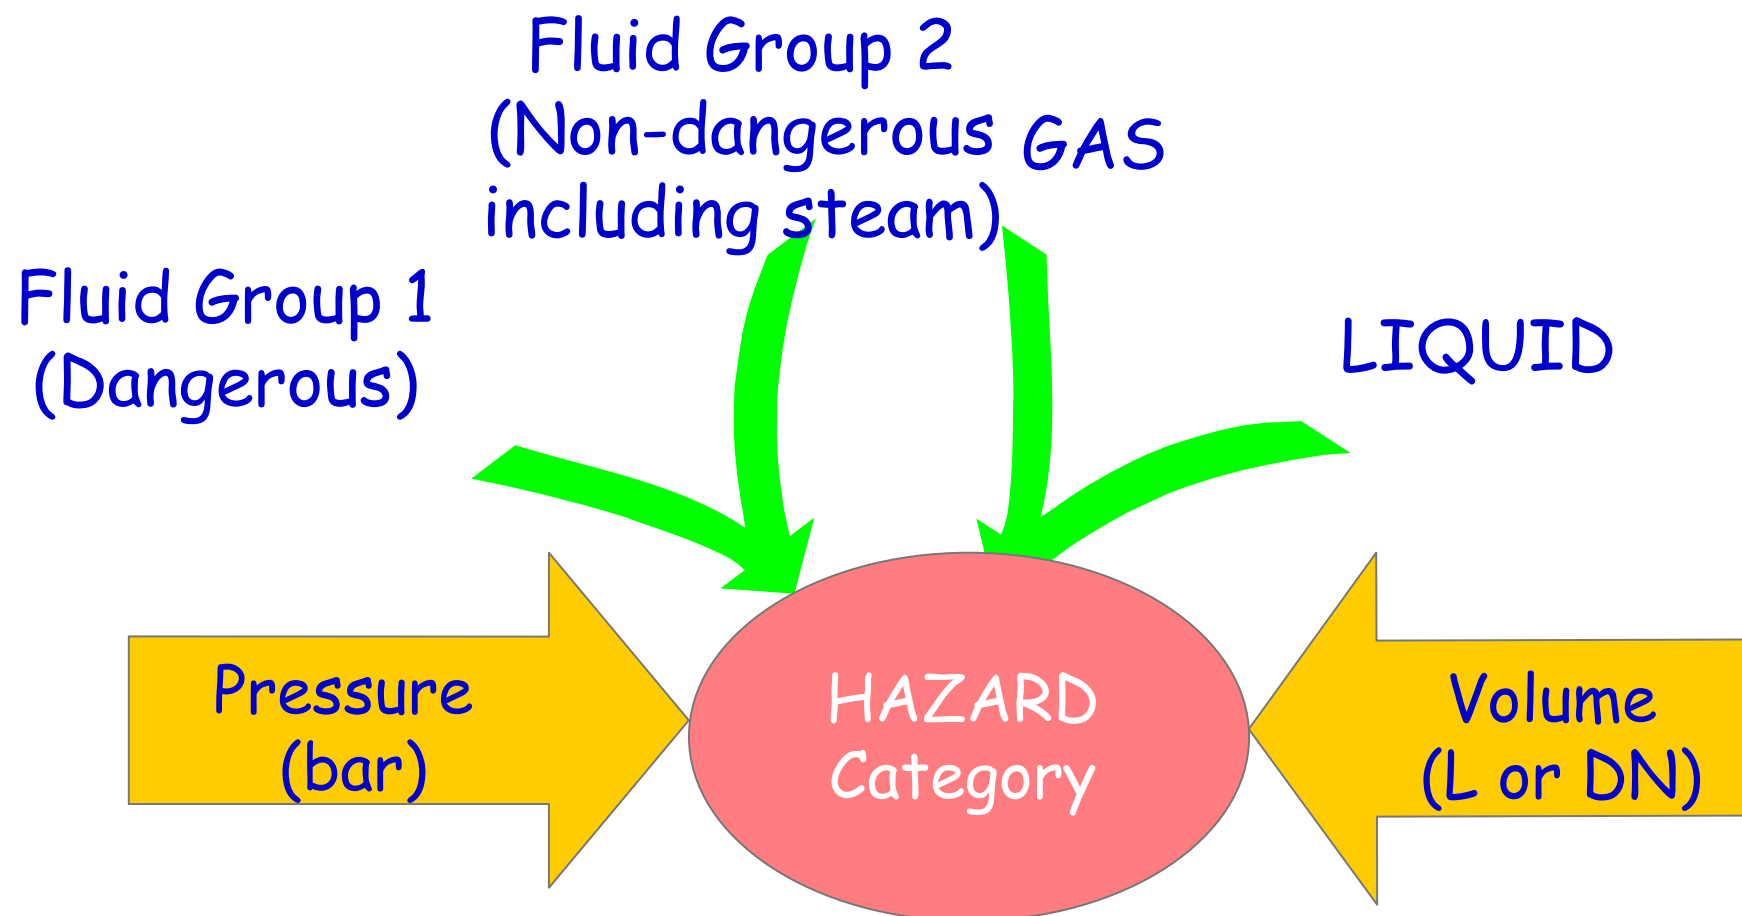 Fluid Group 2
(Non-dangerous
including steam)
GAS
Fluid Group 1
(Dangerous)
LIQUID
Pressure
(bar)
HAZARD
Category
Volume
(L or DN)